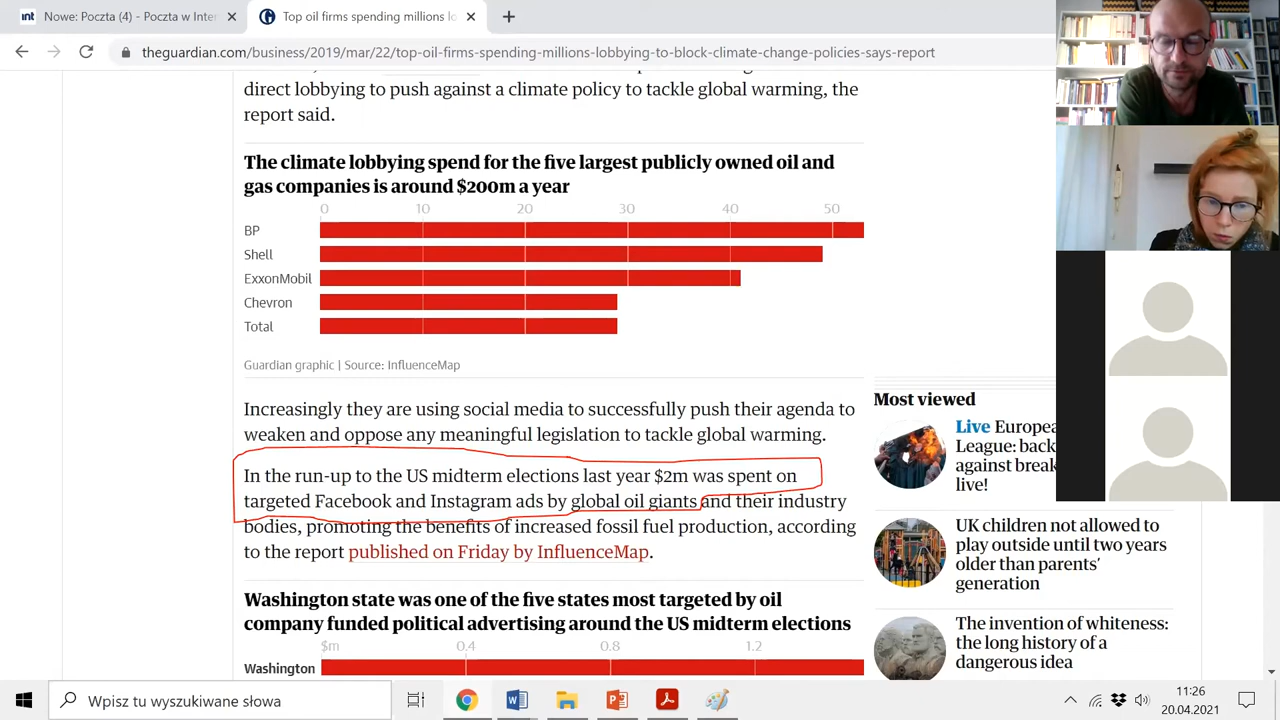 Nowe: Poczta (4) - Poczta w Inter
Top oil firms spending millions lo
theguardian.com/business/2019/mar/22/top-oil-firms-spending-millions-lobbying-to-block-climate-change-policies-says-report
direct lobbying to push against a climate policy to tackle global warming, the
report said.
The climate lobbying spend for the five largest publicly owned oil and
gas companies is around $200m a year
0 10 20 30 40 50
BP
Shell
ExxonMobil
Chevron
Total
Guardian graphic | Source: InfluenceMap
Increasingly they are using social media to successfully push their agenda to
weaken and oppose any meaningful legislation to tackle global warming.
In the run-up to the US midterm elections last year $2m was spent on
targeted Facebook and Instagram ads by global oil giants and their industry
bodies, promoting the benefits of increased fossil fuel production, according
to the report published on Friday by InfluenceMap.
Washington state was one of the five states most targeted by oil
company funded political advertising around the US midterm elections
$m 0.4 0.8 1.2
Washington
Most viewed
Live Europe
League: back
against break
live!
UK children not allowed to
play outside until two years
older than parents'
generation
The invention of whiteness:
the long history of a
dangerous idea
Wpisz tu wyszukiwane słowa
11:26
20.04.2021